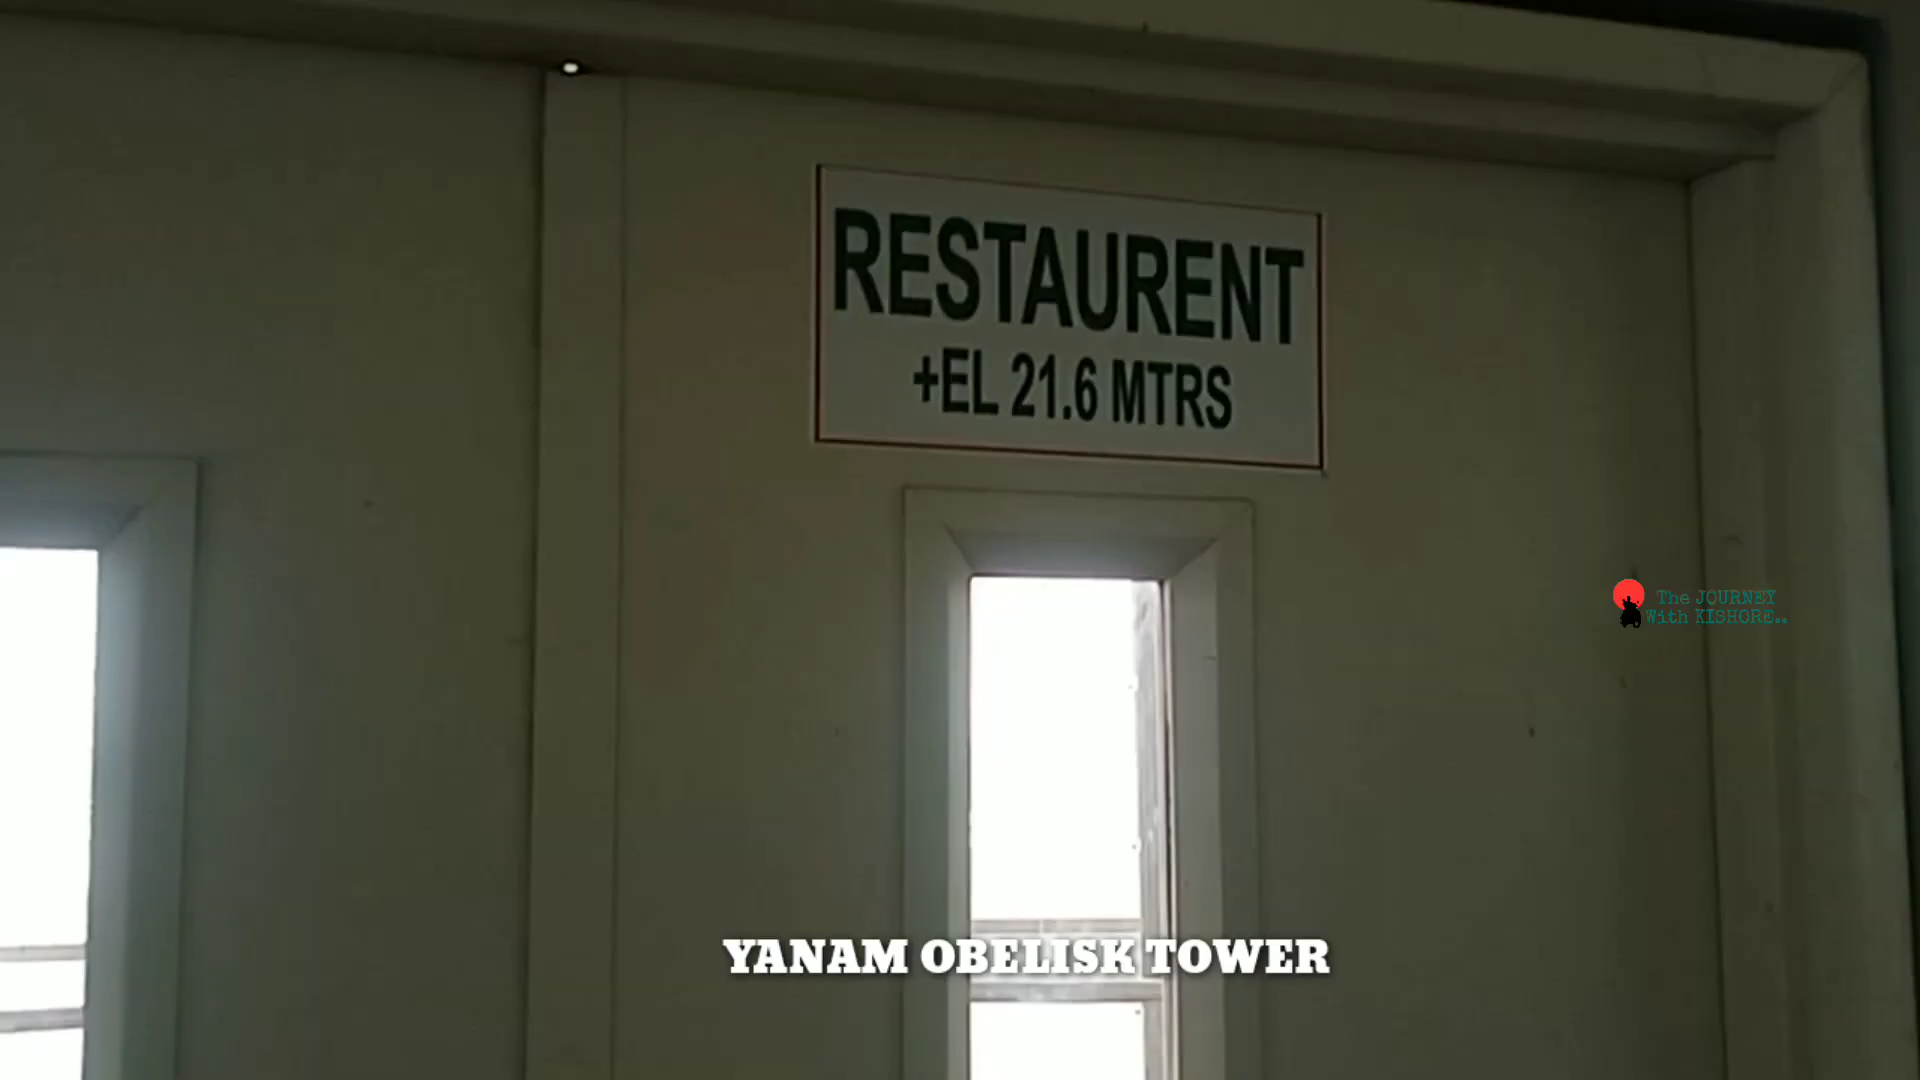 RESTAURENT
+EL 21.6 MTRS
The JOURNEY
With KISHORE..
YANAM OBELISK TOWER